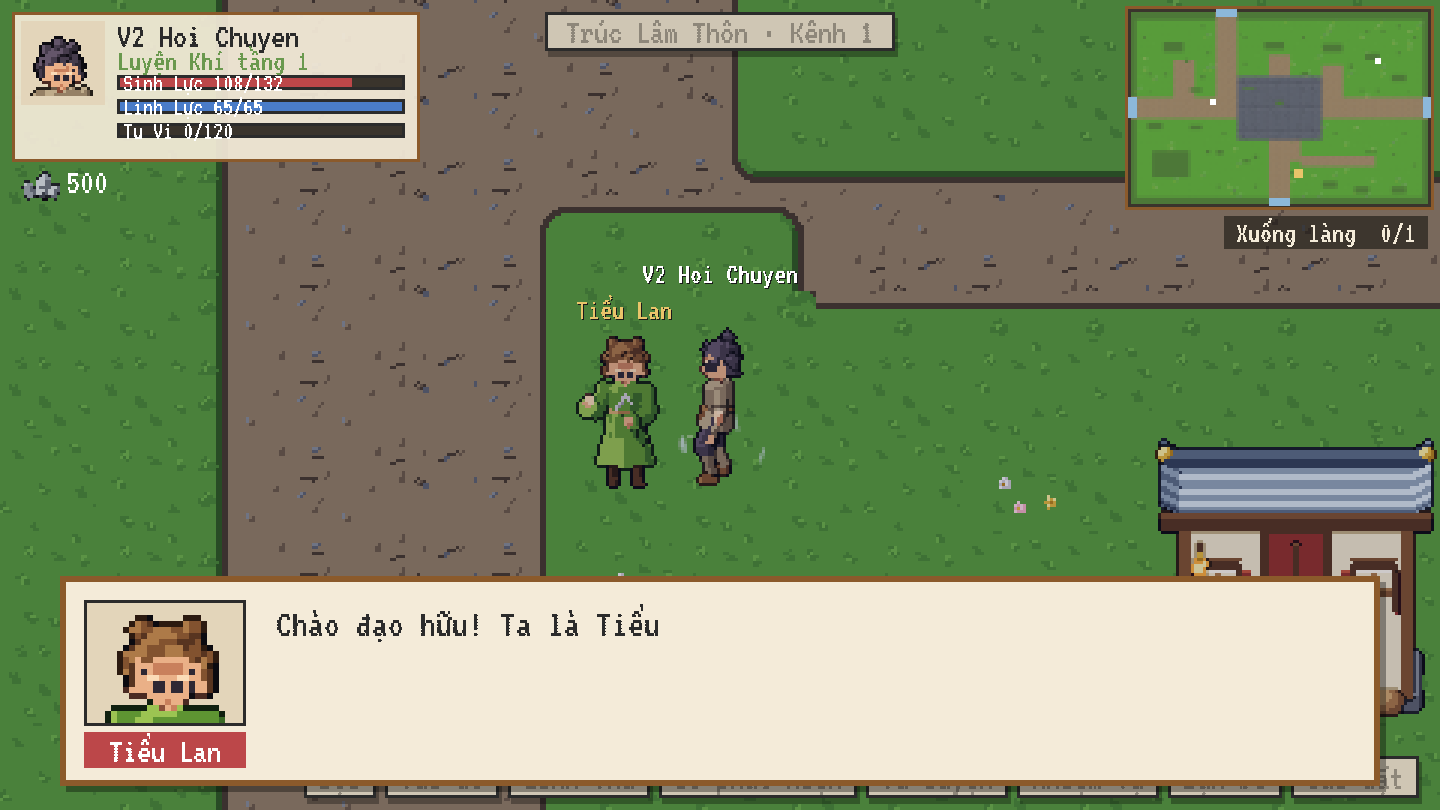 V2 Hoi Chuyen
Luyện Khí tầng 1
Sinh Lực 108/132
Linh Lực 65/65
Tu Vi 0/120
500
Trúc Lâm Thôn · Kênh 1
Xuống làng 0/1
V2 Hoi Chuyen
Tiểu Lan
Chào đạo hữu! Ta là Tiểu
Tiểu Lan